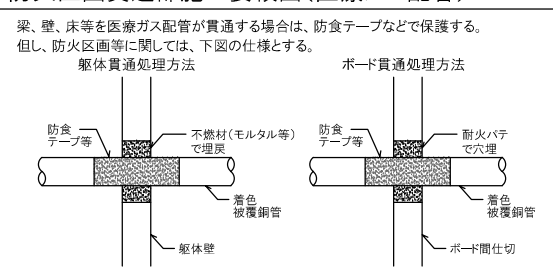 梁、壁、床等を医療ガス配管が貫通する場合は、防食テープなどで保護する。
但し、防火区画等に関しては、下図の仕様とする。
躯体貫通処理方法
防食
テープ等
不燃材(モルタル等)
で埋戻
着色
被覆銅管
躯体壁
ボード貫通処理方法
防食
テープ等
耐火パテ
で穴埋
着色
被覆銅管
ボード間仕切